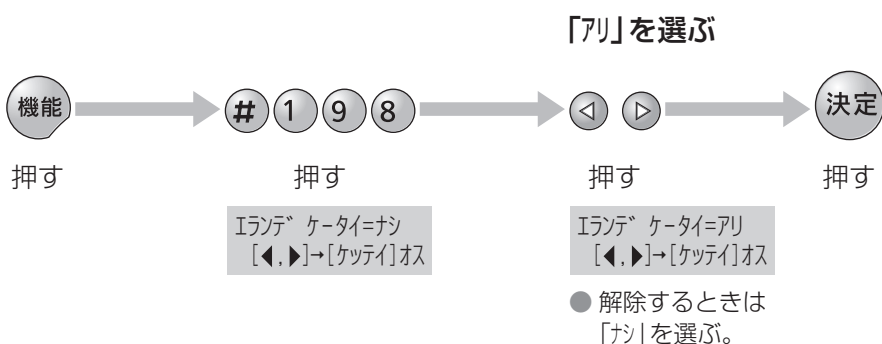 「ｱﾘ」を選ぶ
機能
#
1
9
8
決定
押す
押す
押す
押す
ｴﾗﾝﾃﾞ ｹｰﾀｲ=ﾅｼ
[◀,▶]→[ｹｯﾃｲ]ｵｽ
ｴﾗﾝﾃﾞ ｹｰﾀｲ=ｱﾘ
[◀,▶]→[ｹｯﾃｲ]ｵｽ
● 解除するときは
「ﾅｼ」を選ぶ。